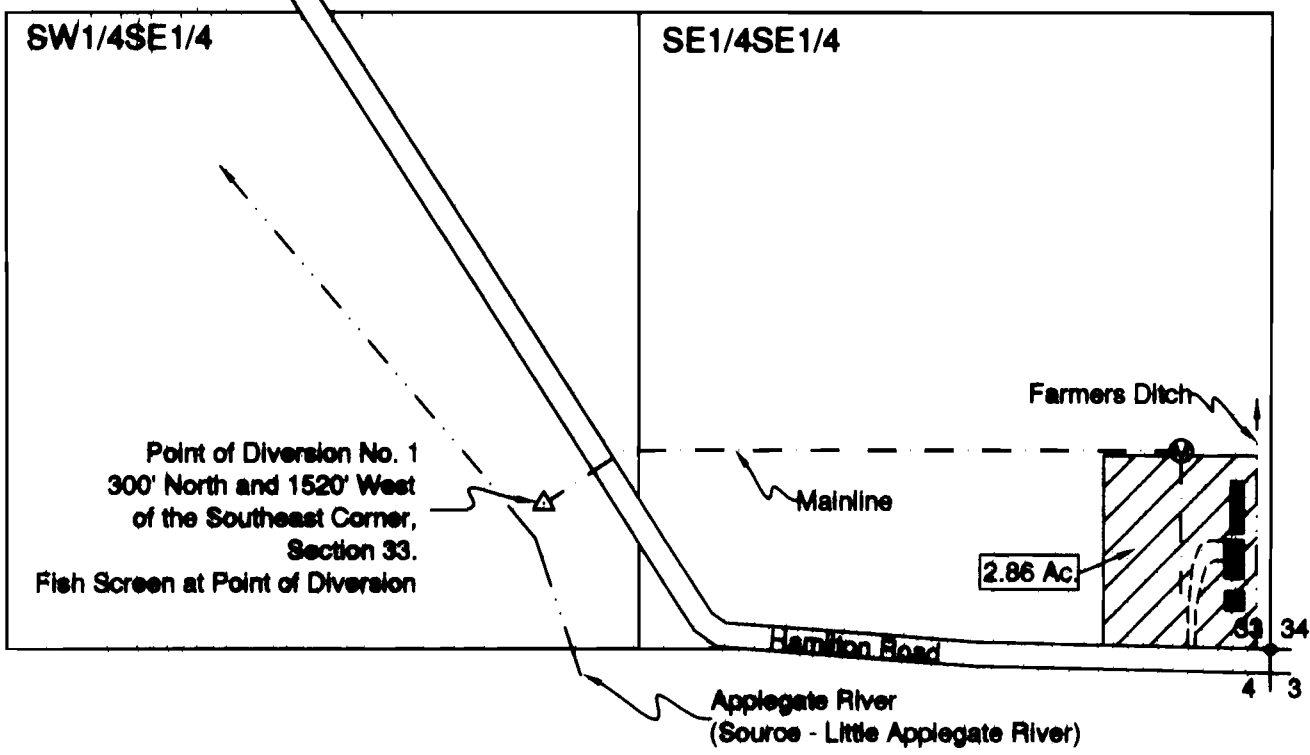 SW1/4SE1/4
SE1/4SE1/4
Farmers Ditch
Point of Diversion No. 1
300' North and 1520' West
of the Southeast Corner,
Section 33.
Fish Screen at Point of Diversion
Mainline
2.86 Ac.
33 34
Hamilton Road
4 3
Applegate River
(Source - Little Applegate River)